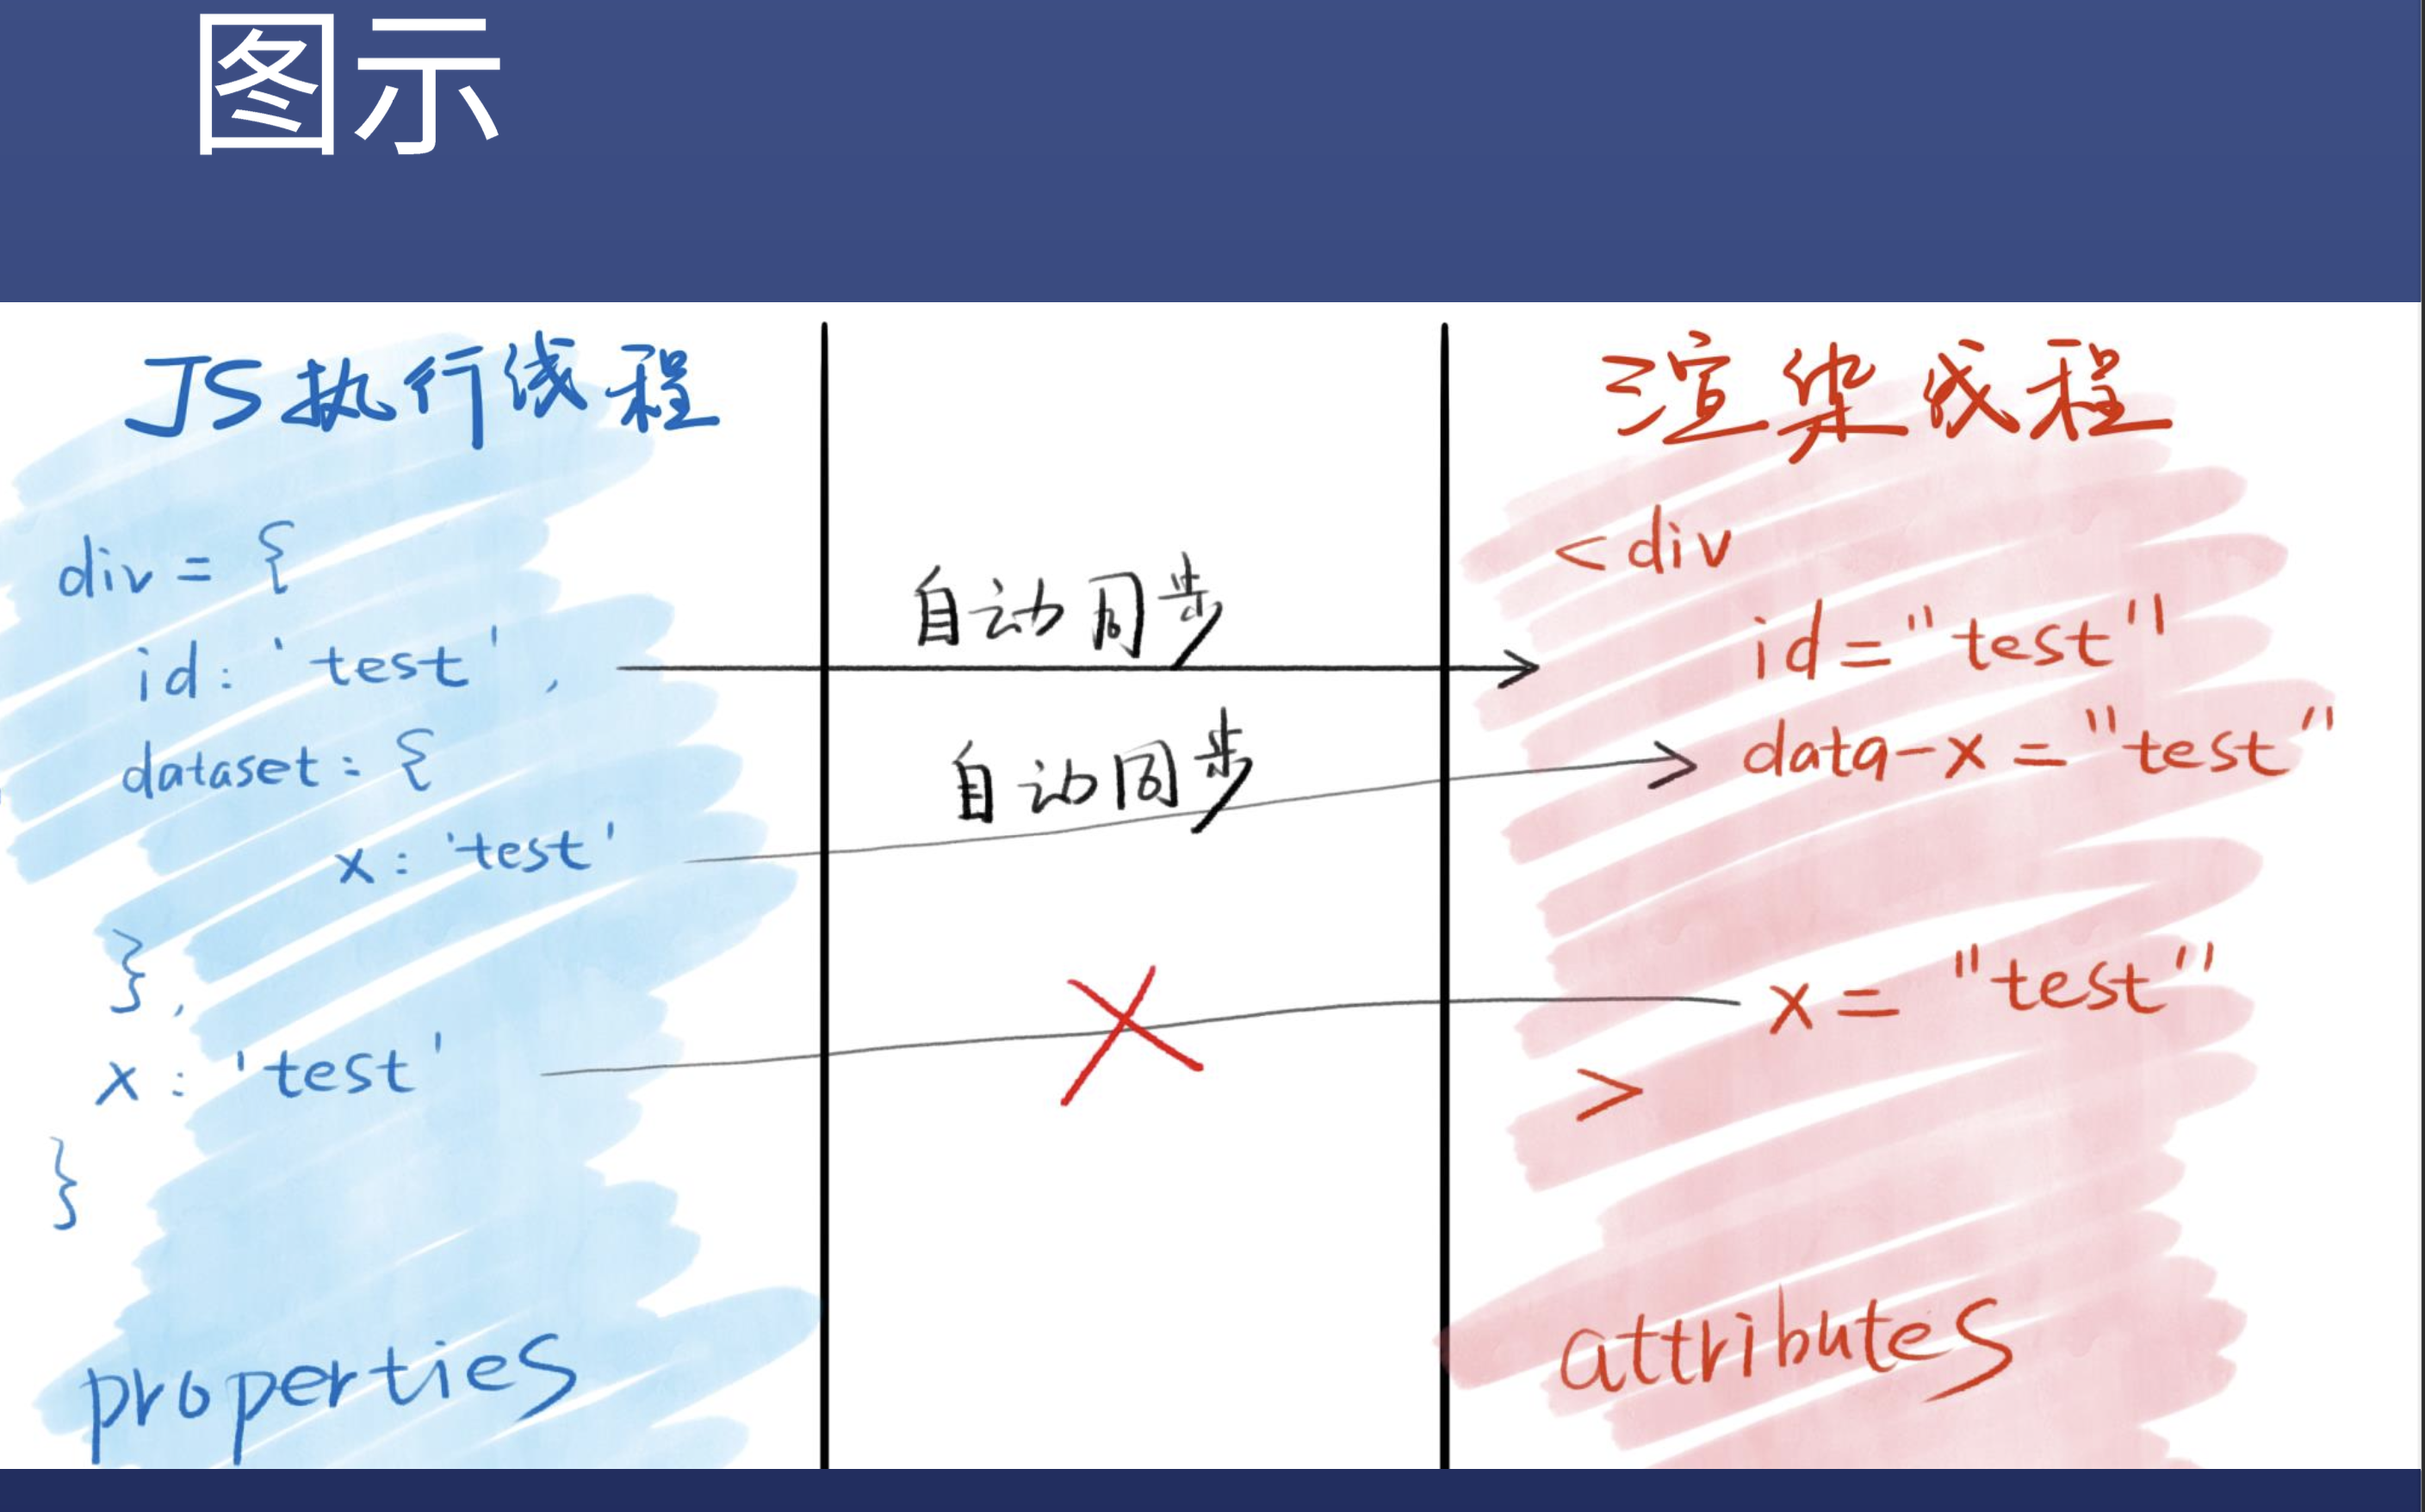 图示
JS执行线程
div = {
id: 'test',
dataset: {
x: 'test'
},
x: 'test'
}
properties
自动同步
自动同步
渲染线程
<div
id="test"
data-x="test"
x="test"
>
attributes